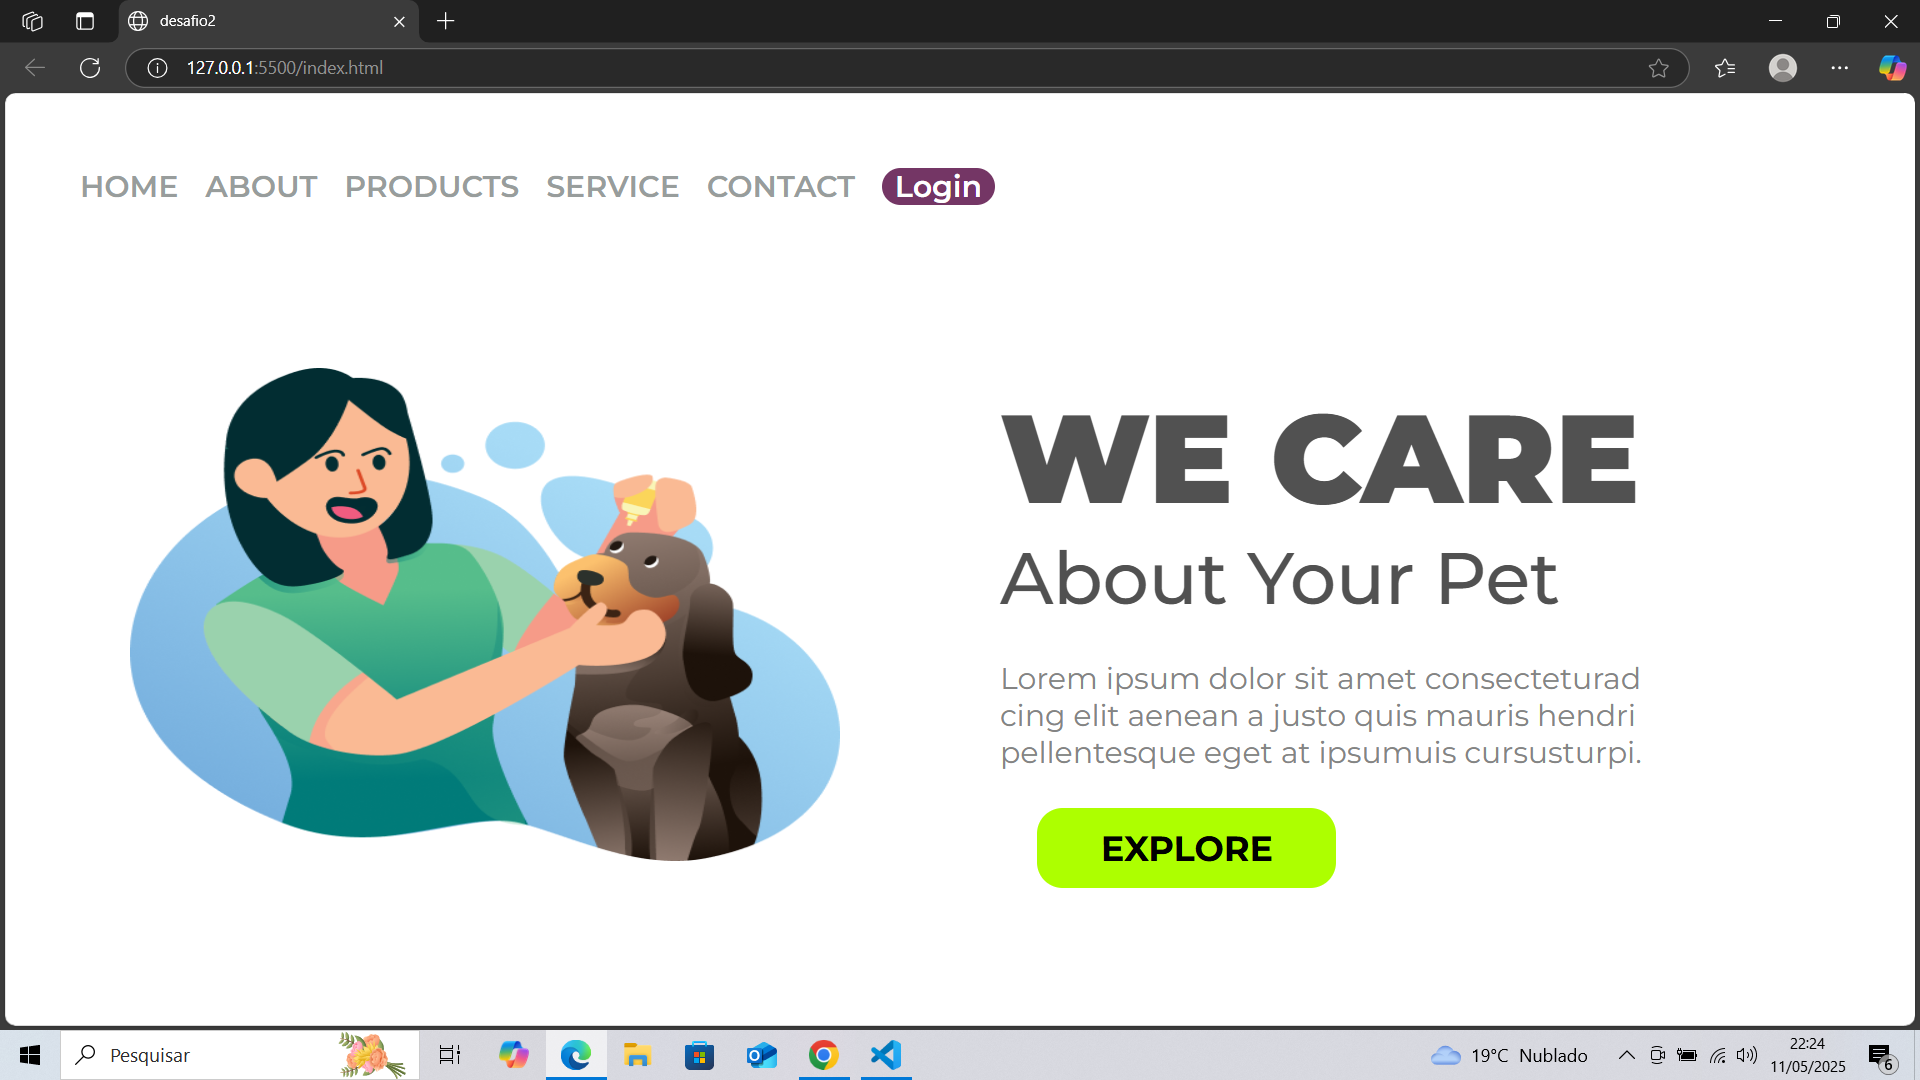 desafio2
127.0.0.1:5500/index.html
HOME ABOUT PRODUCTS SERVICE CONTACT Login
WE CARE
About Your Pet
Lorem ipsum dolor sit amet consecteturad
cing elit aenean a justo quis mauris hendri
pellentesque eget at ipsumuis cursusturpi.
EXPLORE
Pesquisar
19°C Nublado
22:24
11/05/2025
6